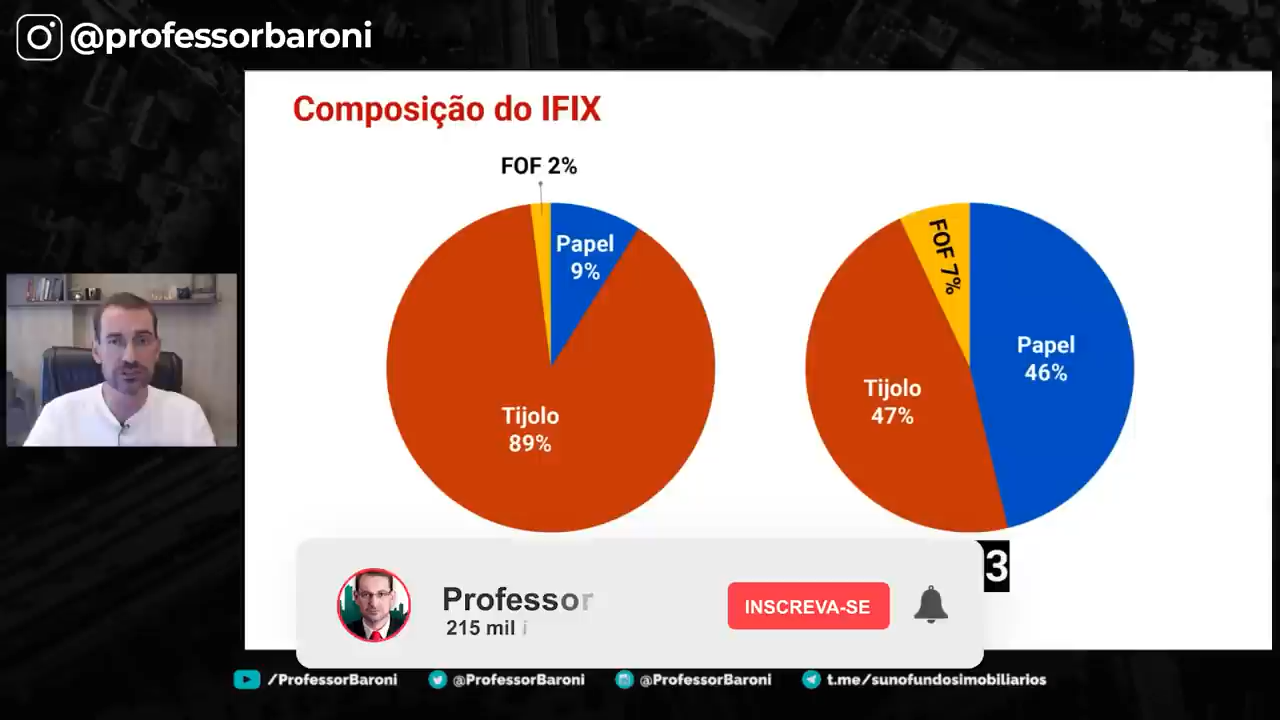 @professorbaroni
Composição do IFIX
FOF 2%
Papel
9%
Tijolo
89%
FOF 7%
Papel
46%
Tijolo
47%
3
Professor
215 mil i
INSCREVA-SE
/ProfessorBaroni
@ProfessorBaroni
@ProfessorBaroni
t.me/sunofundosimobiliarios